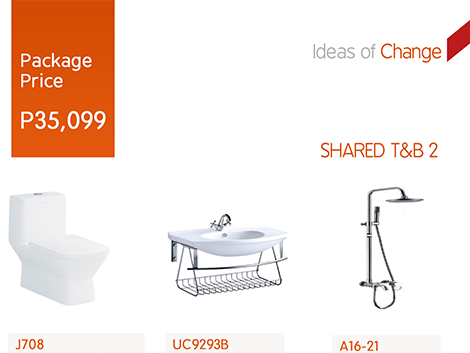 Package
Price
P35,099
Ideas of Change
SHARED T&B 2
J708
UC9293B
A16-21